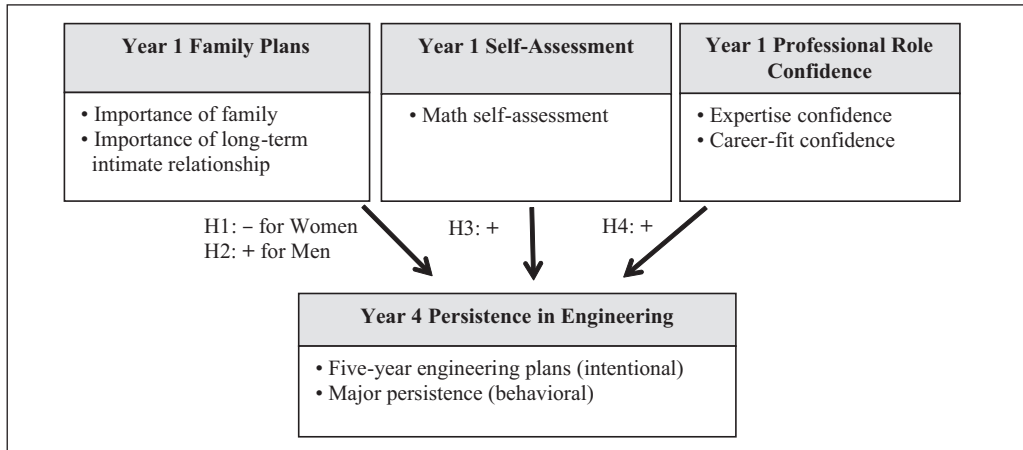 Year 1 Family Plans
• Importance of family
• Importance of long-term
intimate relationship
Year 1 Self-Assessment
• Math self-assessment
Year 1 Professional Role
Confidence
• Expertise confidence
• Career-fit confidence
H1: – for Women
H2: + for Men
H3: +
H4: +
Year 4 Persistence in Engineering
• Five-year engineering plans (intentional)
• Major persistence (behavioral)